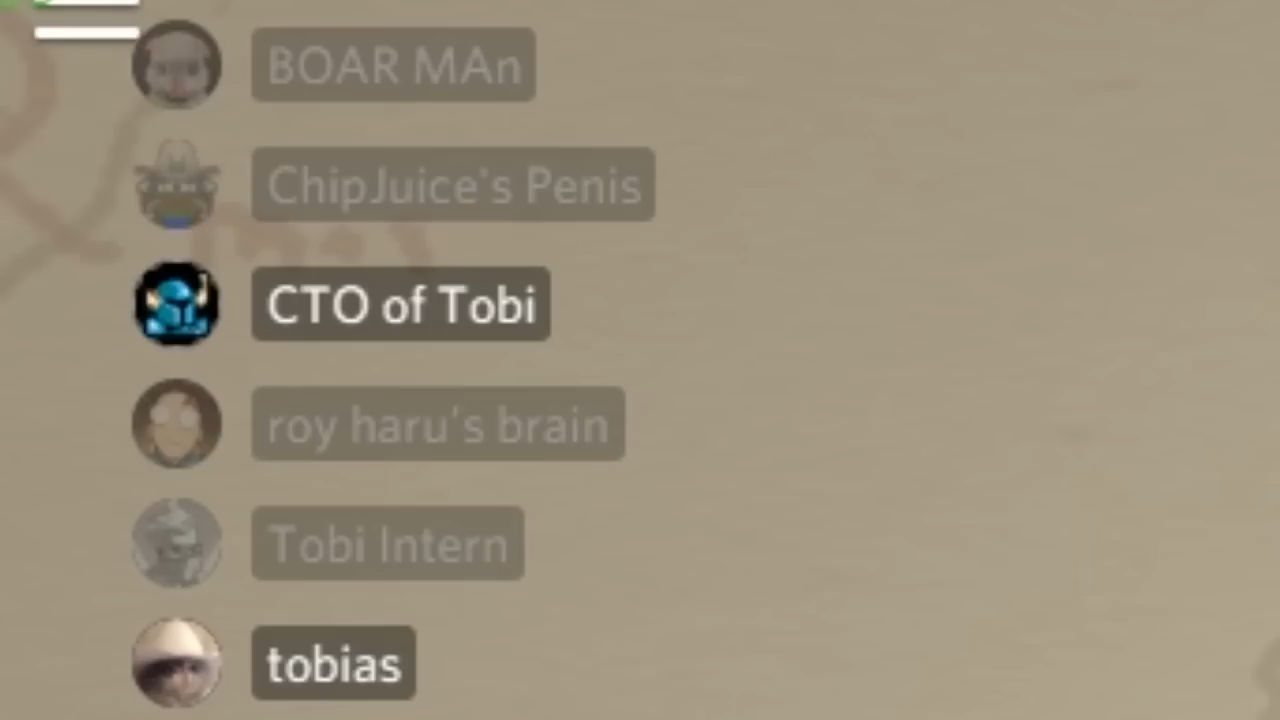 BOAR MAn
ChipJuice's Penis
CTO of Tobi
roy haru's brain
Tobi Intern
tobias